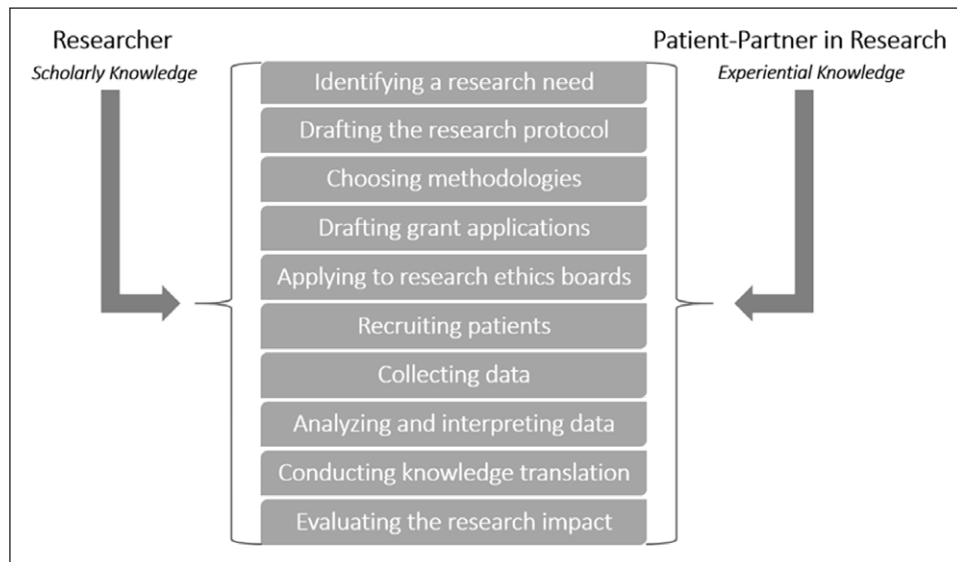 Researcher
Scholarly Knowledge
Patient-Partner in Research
Experiential Knowledge
Identifying a research need
Drafting the research protocol
Choosing methodologies
Drafting grant applications
Applying to research ethics boards
Recruiting patients
Collecting data
Analyzing and interpreting data
Conducting knowledge translation
Evaluating the research impact